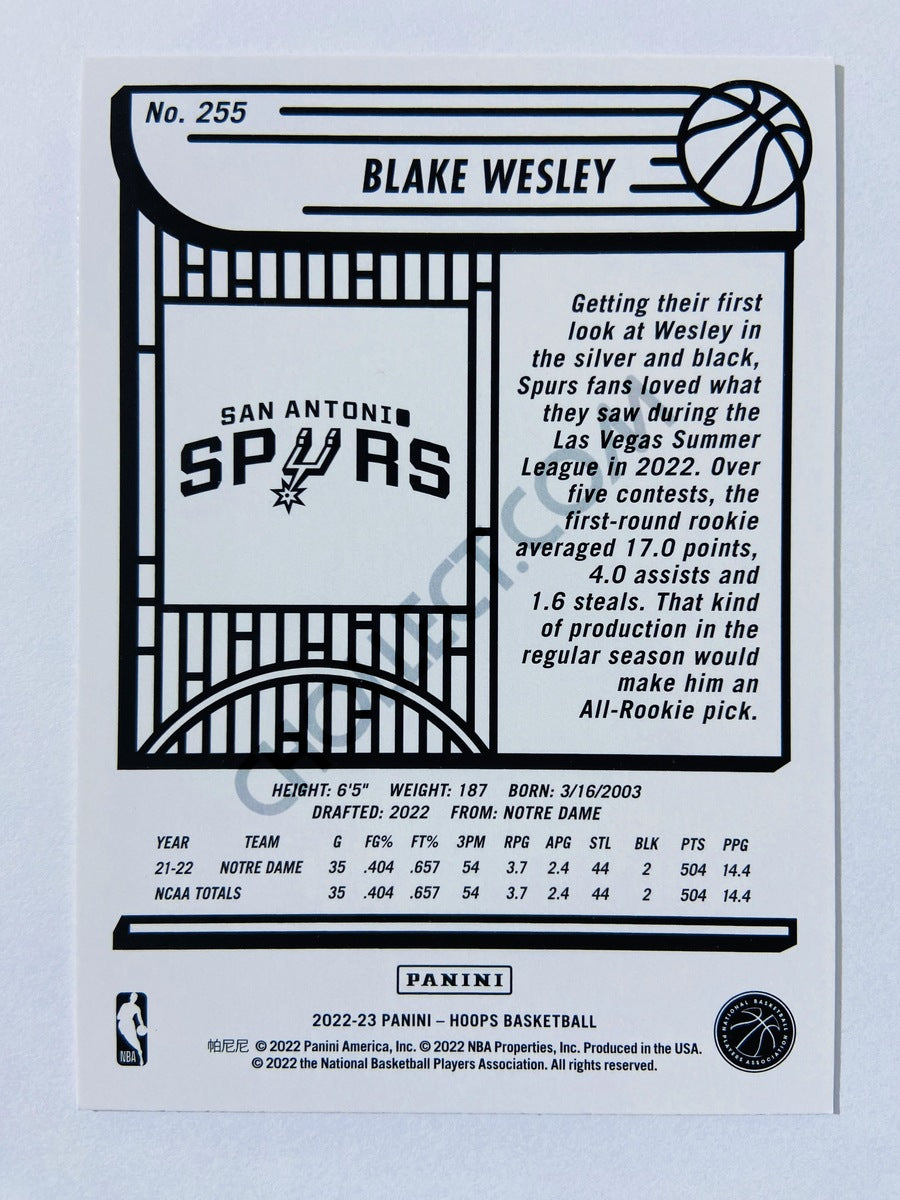 No. 255
BLAKE WESLEY
SAN ANTONIO
SPURS
Getting their first
look at Wesley in
the silver and black,
Spurs fans loved what
they saw during the
Las Vegas Summer
League in 2022. Over
five contests, the
first-round rookie
averaged 17.0 points,
4.0 assists and
1.6 steals. That kind
of production in the
regular season would
make him an
All-Rookie pick.
CHOLLECT.COM
HEIGHT: 6'5" WEIGHT: 187 BORN: 3/16/2003
DRAFTED: 2022 FROM: NOTRE DAME
YEAR TEAM G FG% FT% 3PM RPG APG STL BLK PTS PPG
21-22 NOTRE DAME 35 .404 .657 54 3.7 2.4 44 2 504 14.4
NCAA TOTALS 35 .404 .657 54 3.7 2.4 44 2 504 14.4
PANINI
2022-23 PANINI – HOOPS BASKETBALL
帕尼尼 © 2022 Panini America, Inc. © 2022 NBA Properties, Inc. Produced in the USA.
© 2022 the National Basketball Players Association. All rights reserved.
NBA
NATIONAL BASKETBALL
PLAYERS ASSOCIATION